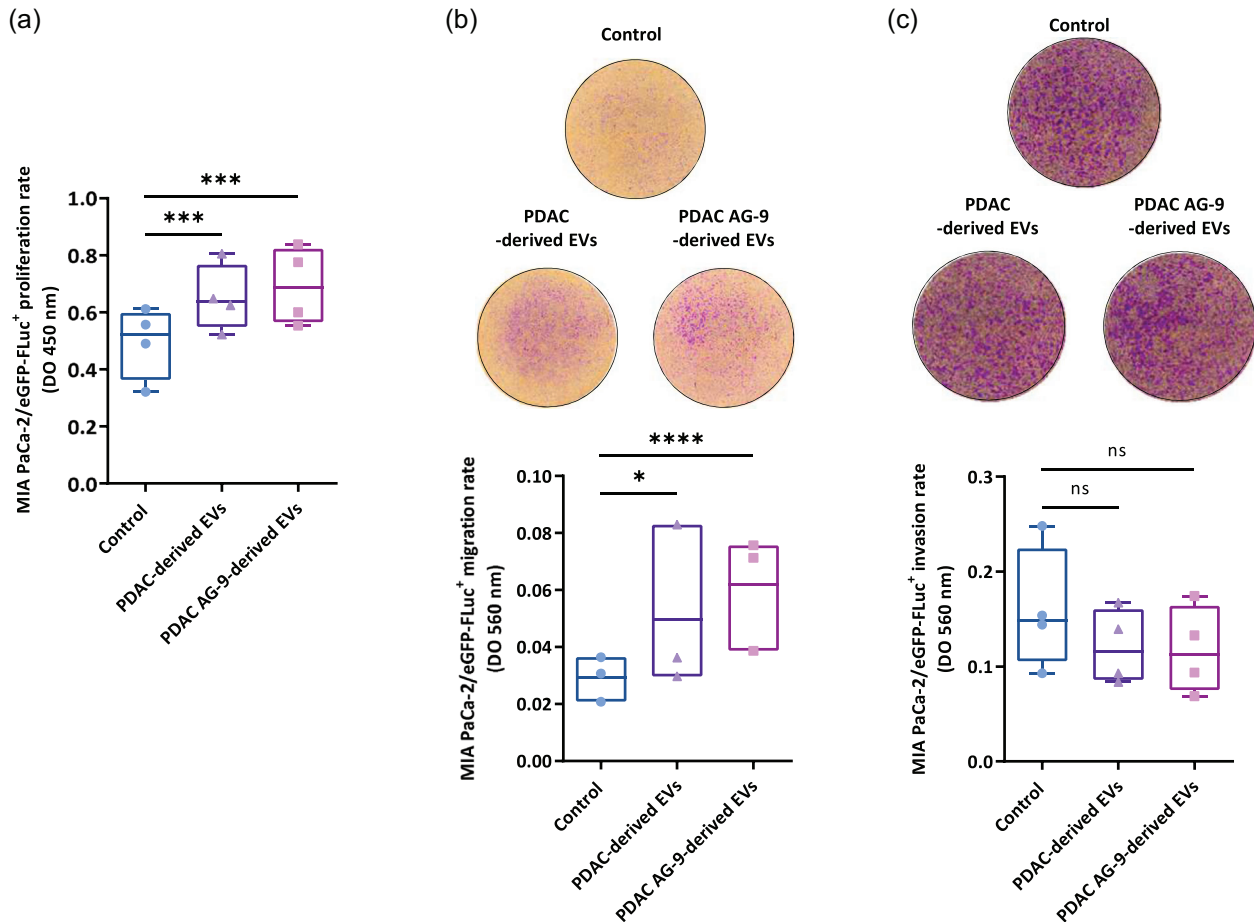 (a)
MIA PaCa-2/eGFP-FLuc⁺ proliferation rate
(DO 450 nm)
1.0
0.8
0.6
0.4
0.2
0.0
***
***
Control
PDAC-derived EVs
PDAC AG-9-derived EVs
(b)
Control
PDAC
-derived EVs
PDAC AG-9
-derived EVs
MIA PaCa-2/eGFP-FLuc⁺ migration rate
(DO 560 nm)
0.10
0.08
0.06
0.04
0.02
0.00
****
*
Control
PDAC-derived EVs
PDAC AG-9-derived EVs
(c)
Control
PDAC
-derived EVs
PDAC AG-9
-derived EVs
MIA PaCa-2/eGFP-FLuc⁺ invasion rate
(DO 560 nm)
0.3
0.2
0.1
0.0
ns
ns
Control
PDAC-derived EVs
PDAC AG-9-derived EVs